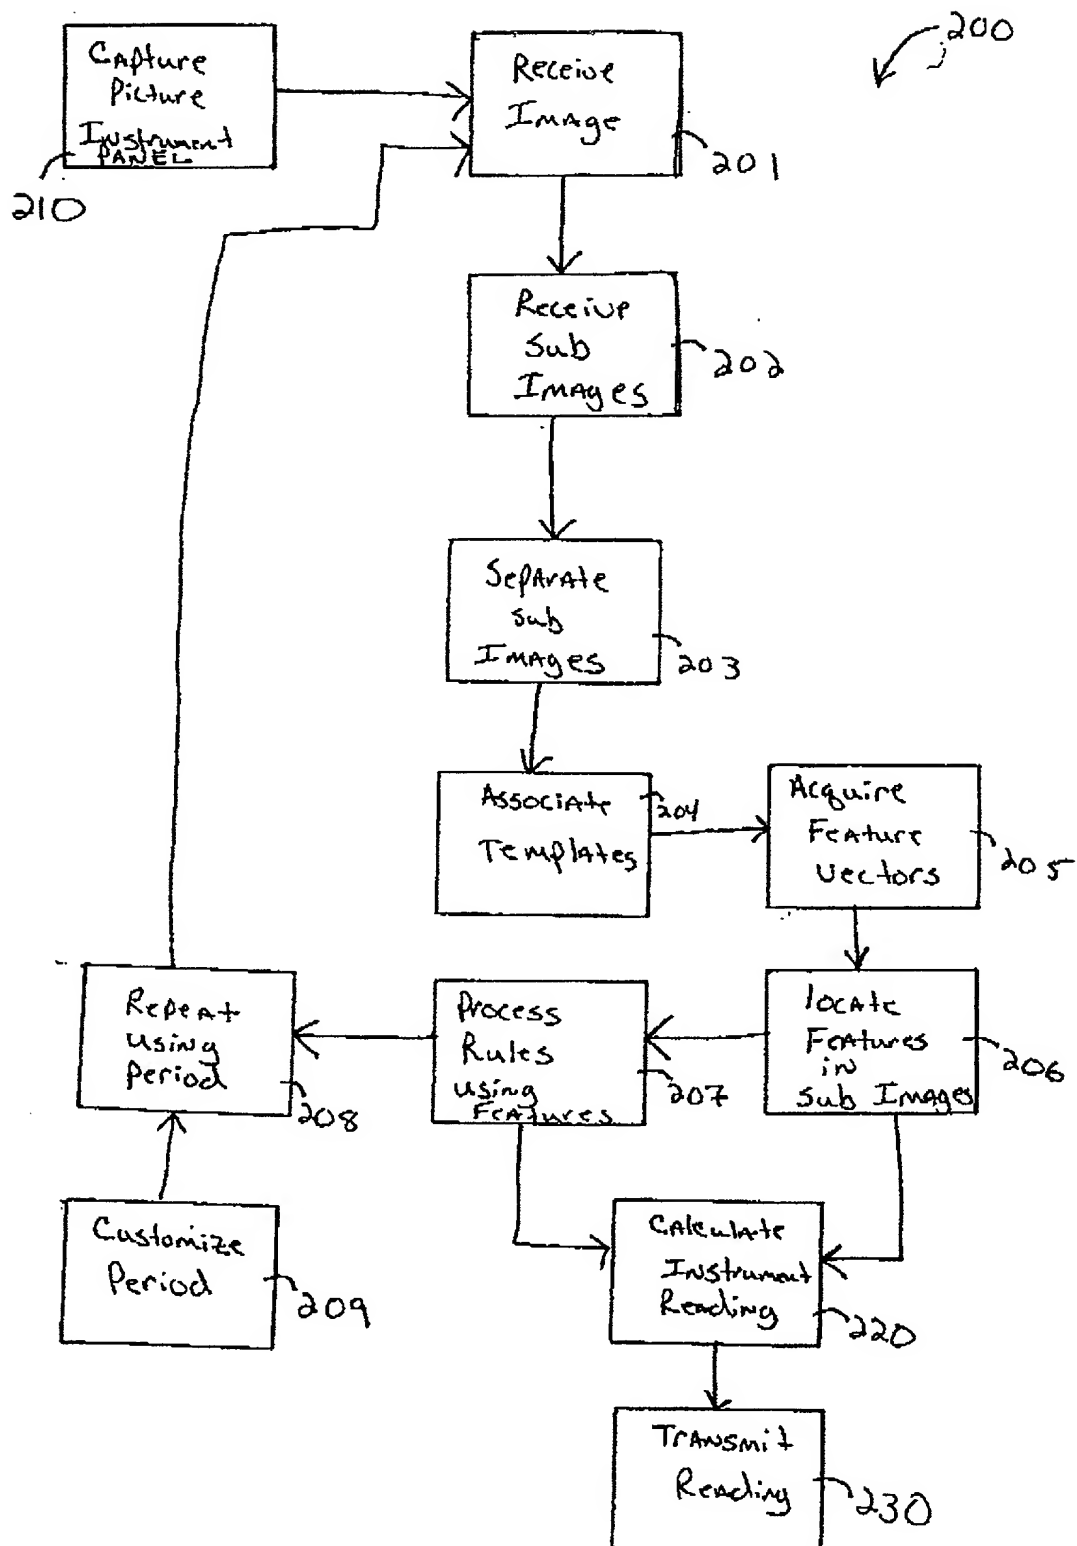 200
Capture
Picture
Instrument
PANEL
210
Receive
Image
201
Receive
Sub
Images
202
Separate
Sub
Images
203
Associate
Templates
204
Acquire
Feature
Vectors
205
locate
Features
in
Sub Images
206
Process
Rules
using
Features
207
Repeat
using
Period
208
Customize
Period
209
Calculate
Instrument
Reading
220
Transmit
Reading
230